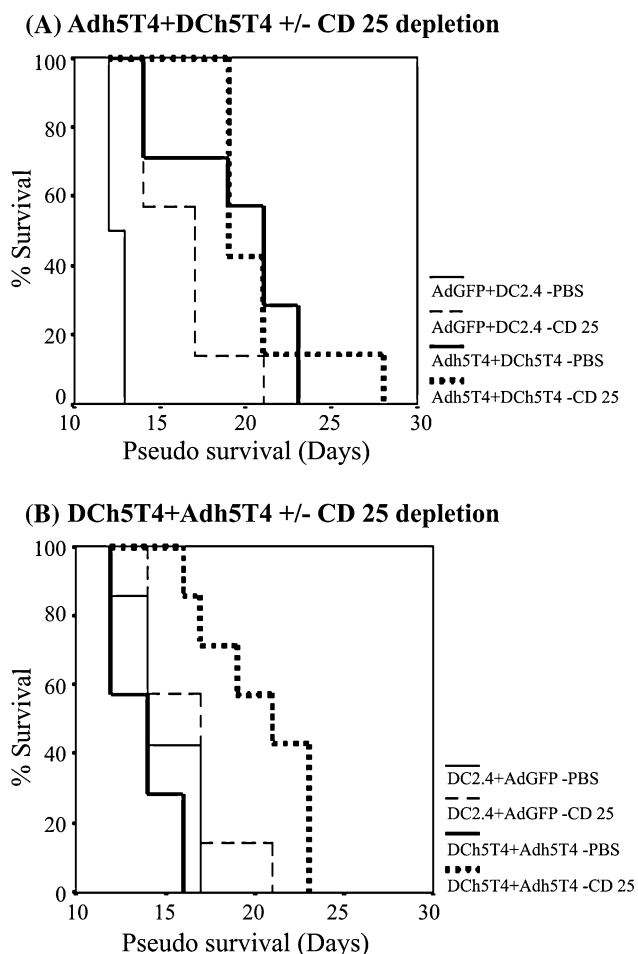 (A) Adh5T4+DCh5T4 +/- CD 25 depletion
100
80
60
40
20
0
% Survival
10 15 20 25 30
Pseudo survival (Days)
AdGFP+DC2.4 -PBS
AdGFP+DC2.4 -CD 25
Adh5T4+DCh5T4 -PBS
Adh5T4+DCh5T4 -CD 25
(B) DCh5T4+Adh5T4 +/- CD 25 depletion
100
80
60
40
20
0
% Survival
10 15 20 25 30
Pseudo survival (Days)
DC2.4+AdGFP -PBS
DC2.4+AdGFP -CD 25
DCh5T4+Adh5T4 -PBS
DCh5T4+Adh5T4 -CD 25